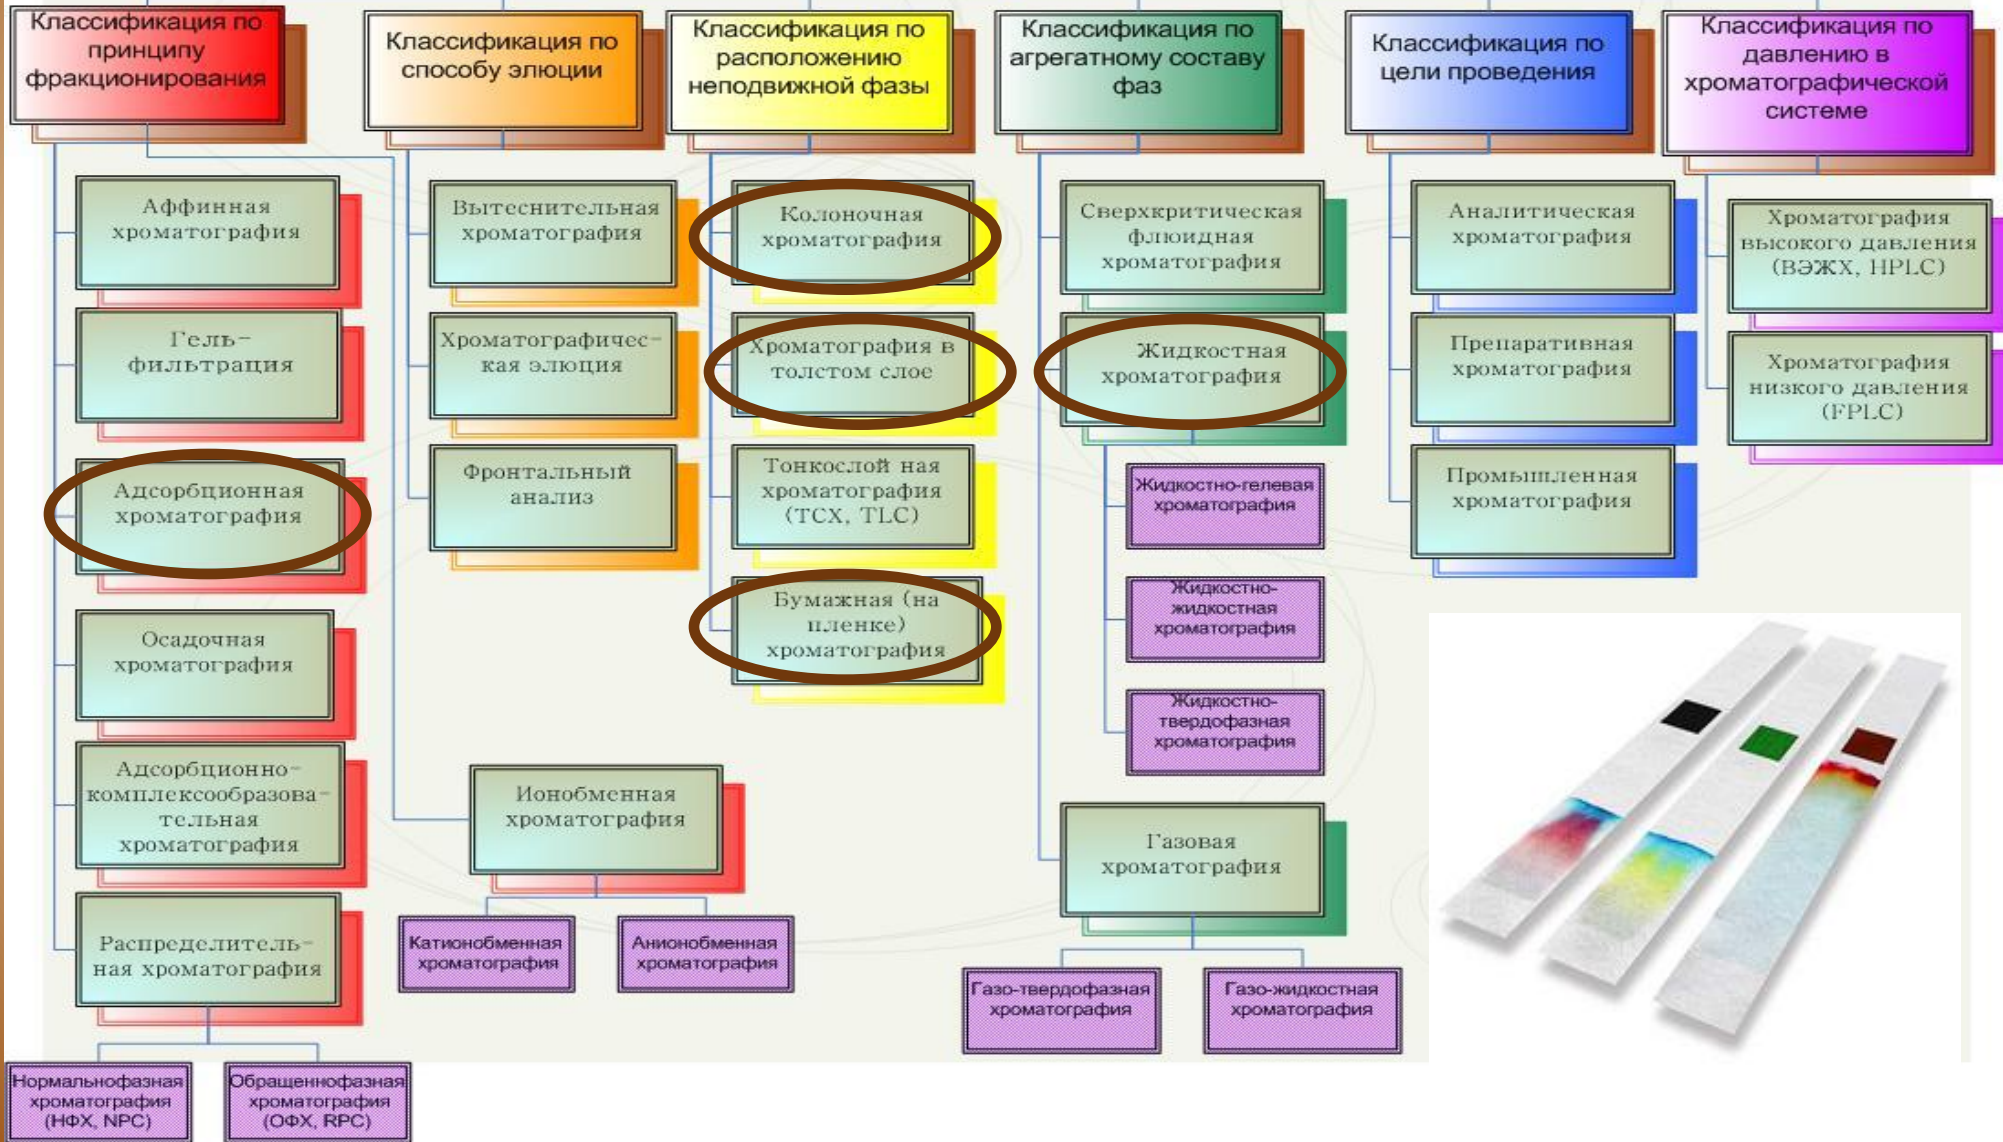 Классификация по
принципу
фракционирования
Классификация по
способу элюции
Классификация по
расположению
неподвижной фазы
Классификация по
агрегатному составу
фаз
Классификация по
цели проведения
Классификация по
давлению в
хроматографической
системе
Аффинная
хроматография
Гель-
фильтрация
Адсорбционная
хроматография
Осадочная
хроматография
Адсорбционно-
комплексообразова-
тельная
хроматография
Распределитель-
ная хроматография
Нормальнофазная
хроматография
(НФХ, NPC)
Обращеннофазная
хроматография
(ОФХ, RPC)
Вытеснительная
хроматография
Хроматографичес-
кая элюция
Фронтальный
анализ
Ионобменная
хроматография
Катионобменная
хроматография
Анионобменная
хроматография
Колоночная
хроматография
Хроматография в
толстом слое
Тонкослой ная
хроматография
(ТСХ, TLC)
Бумажная (на
пленке)
хроматография
Сверхкритическая
флюидная
хроматография
Жидкостная
хроматография
Жидкостно-гелевая
хроматография
Жидкостно-
жидкостная
хроматография
Жидкостно-
твердофазная
хроматография
Газовая
хроматография
Газо-твердофазная
хроматография
Газо-жидкостная
хроматография
Аналитическая
хроматография
Препаративная
хроматография
Промышленная
хроматография
Хроматография
высокого давления
(ВЭЖХ, HPLC)
Хроматография
низкого давления
(FPLC)